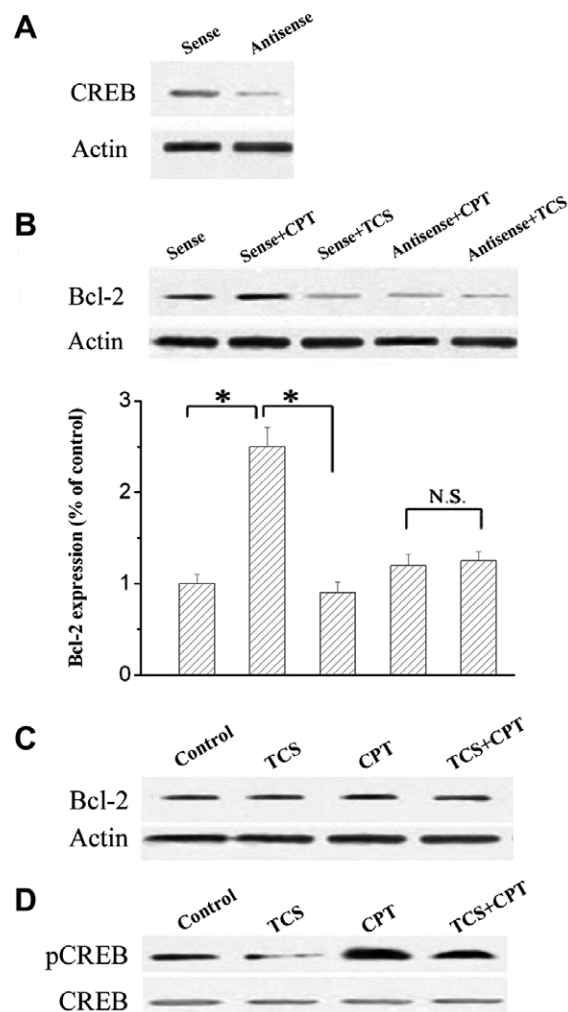 A
Sense Antisense
CREB
Actin
B
Sense Sense+CPT Sense+TCS Antisense+CPT Antisense+TCS
Bcl-2
Actin
Bcl-2 expression (% of control)
3
2
1
0
* *
N.S.
C
Control TCS CPT TCS+CPT
Bcl-2
Actin
D
Control TCS CPT TCS+CPT
pCREB
CREB